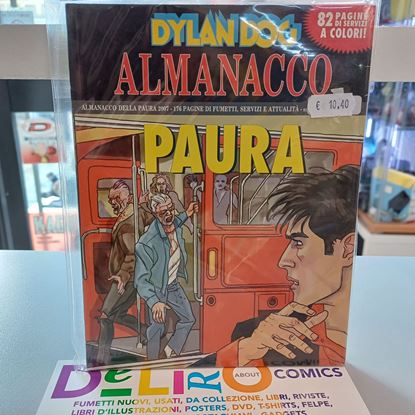 DYLAN DOG
82 PAGINE
DI SERVIZI
A COLORI!
ALMANACCO
ALMANACCO DELLA PAURA 2007 - 176 PAGINE DI FUMETTI, SERVIZI E ATTUALITÀ -
€ 10.40
PAURA
DELIRIO
ABOUT
COMICS
FUMETTI NUOVI, USATI, DA COLLEZIONE, LIBRI, RIVISTE,
LIBRI D'ILLUSTRAZIONI, POSTERS, DVD, T-SHIRTS, FELPE,
GADGETS